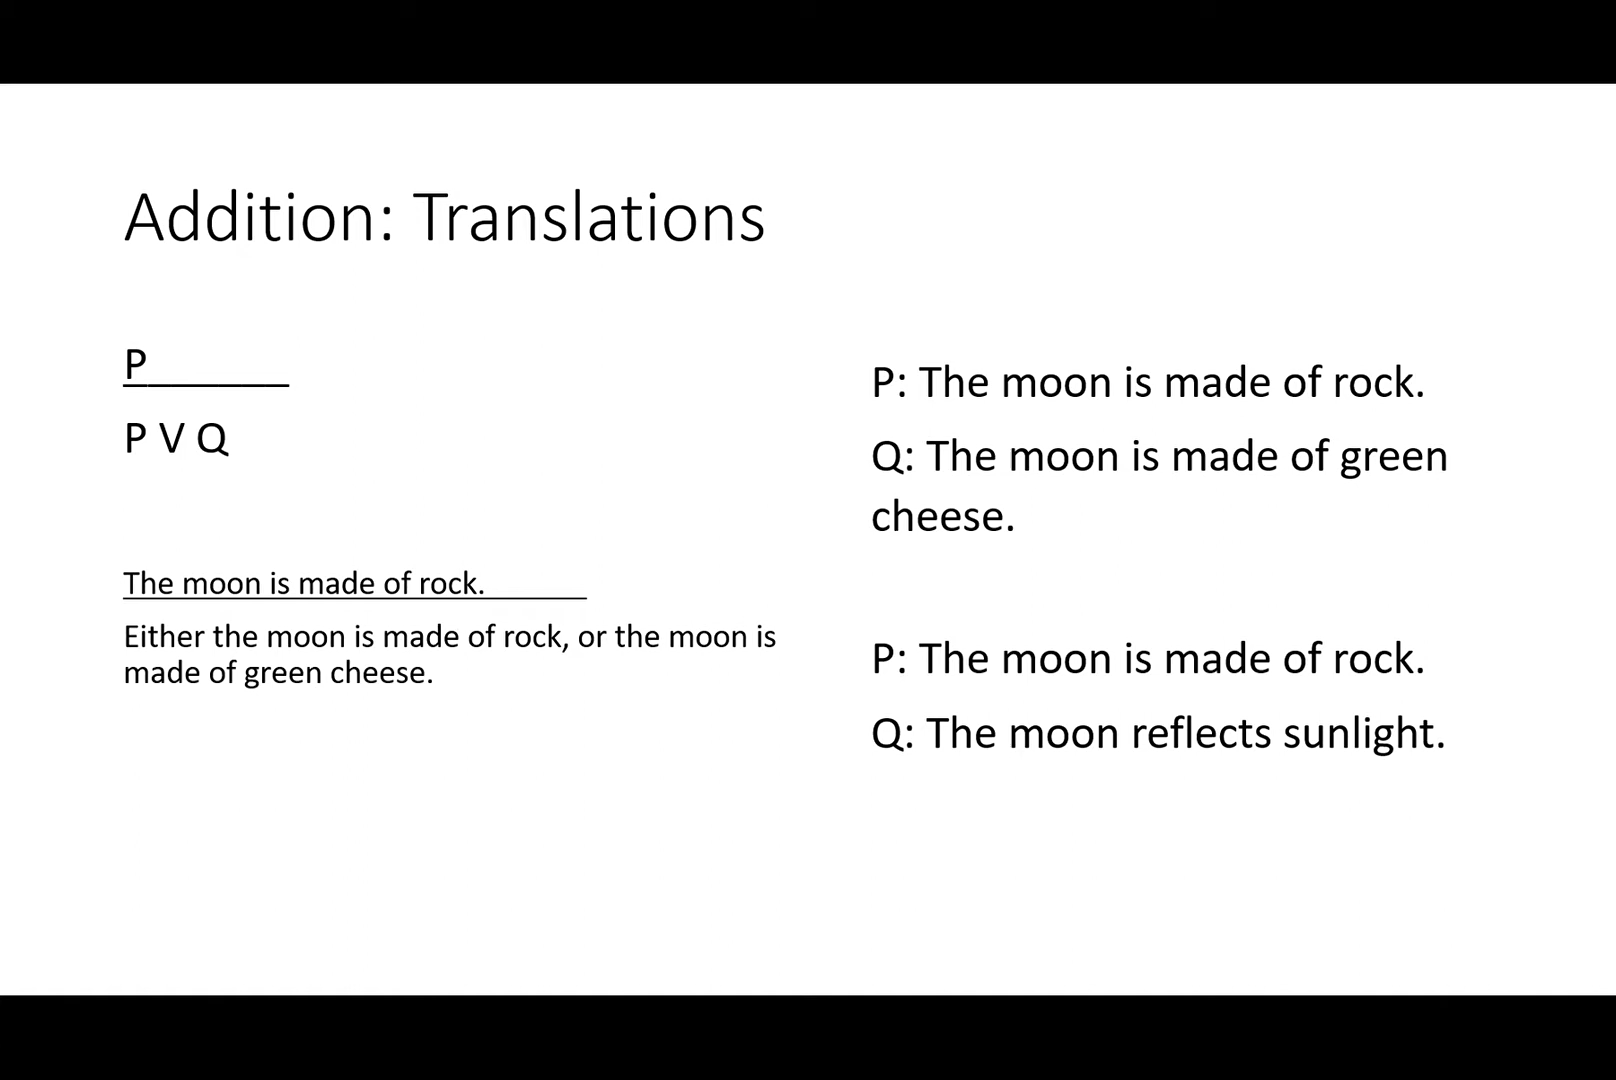 Addition: Translations
P______
P V Q
The moon is made of rock.______
Either the moon is made of rock, or the moon is
made of green cheese.
P: The moon is made of rock.
Q: The moon is made of green
cheese.
P: The moon is made of rock.
Q: The moon reflects sunlight.